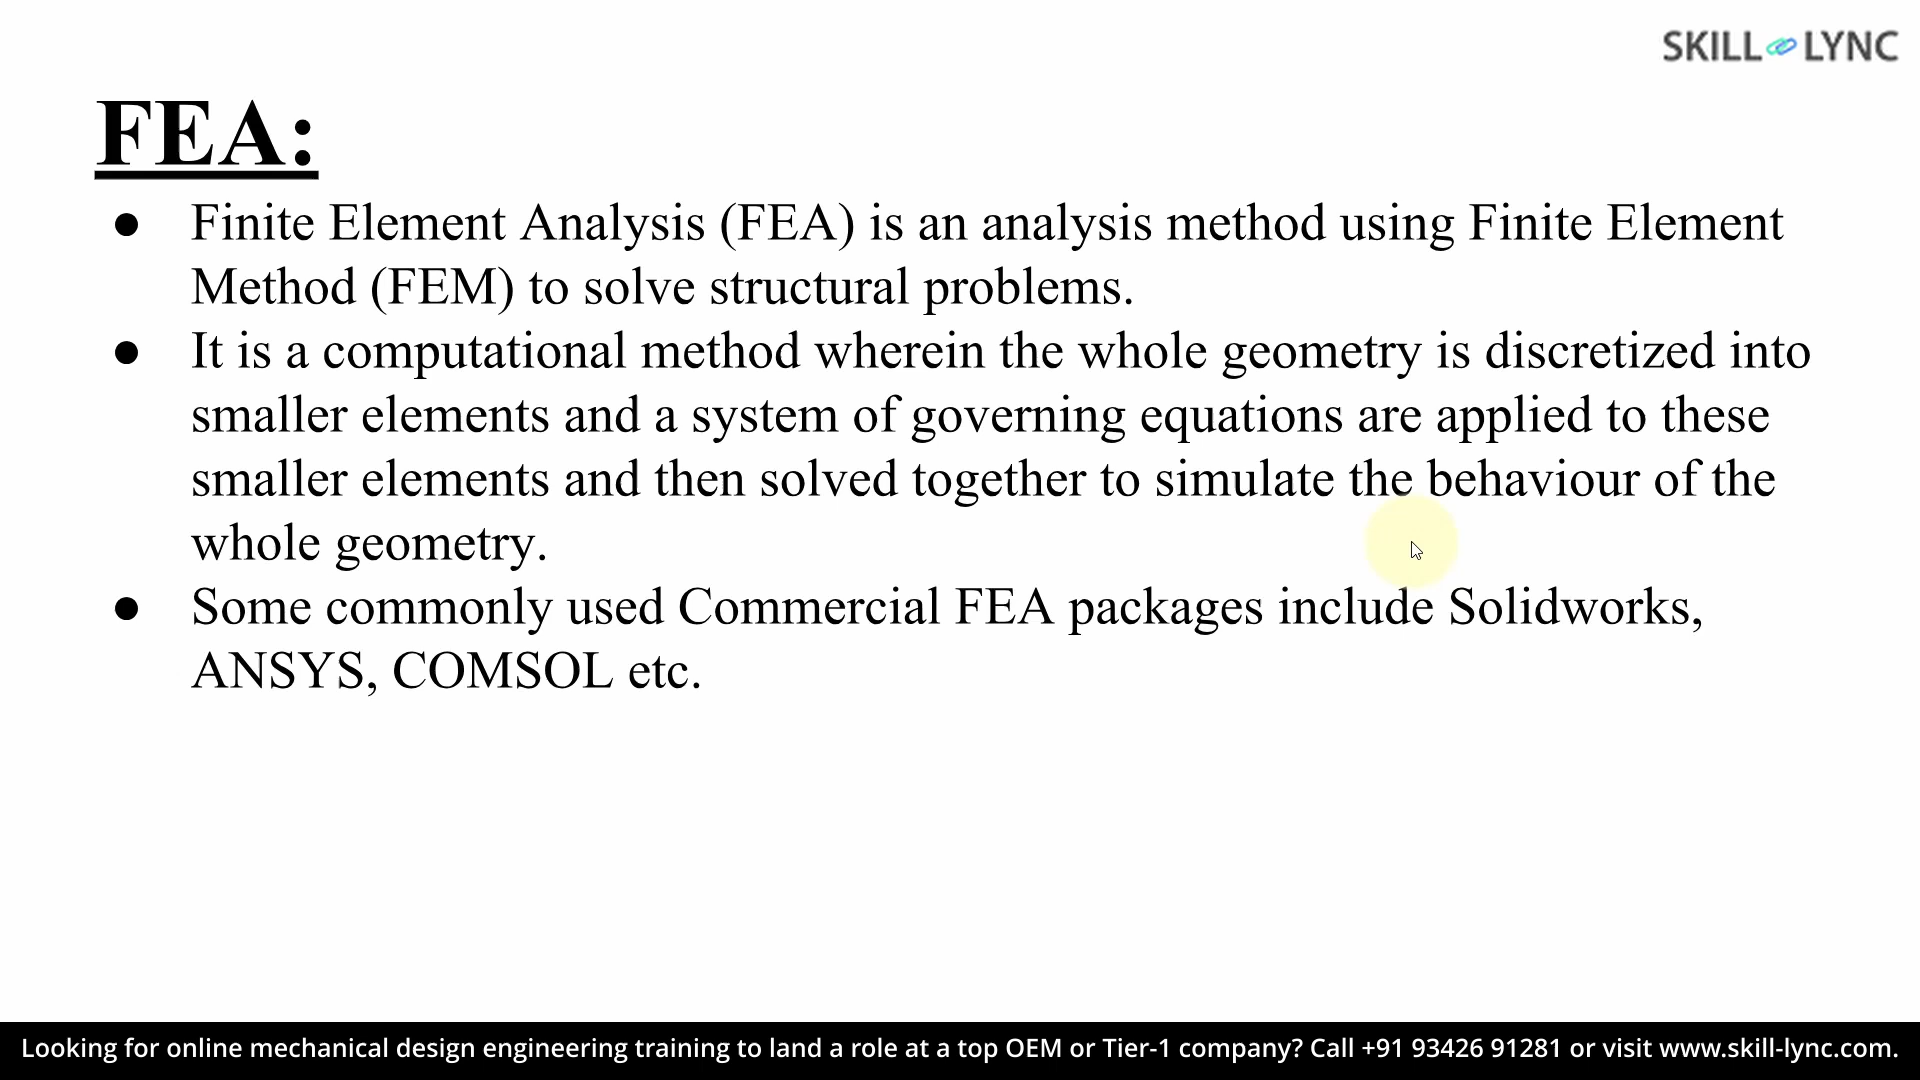 SKILL LYNC
FEA:
● Finite Element Analysis (FEA) is an analysis method using Finite Element
Method (FEM) to solve structural problems.
● It is a computational method wherein the whole geometry is discretized into
smaller elements and a system of governing equations are applied to these
smaller elements and then solved together to simulate the behaviour of the
whole geometry.
● Some commonly used Commercial FEA packages include Solidworks,
ANSYS, COMSOL etc.
Looking for online mechanical design engineering training to land a role at a top OEM or Tier-1 company? Call +91 93426 91281 or visit www.skill-lync.com.